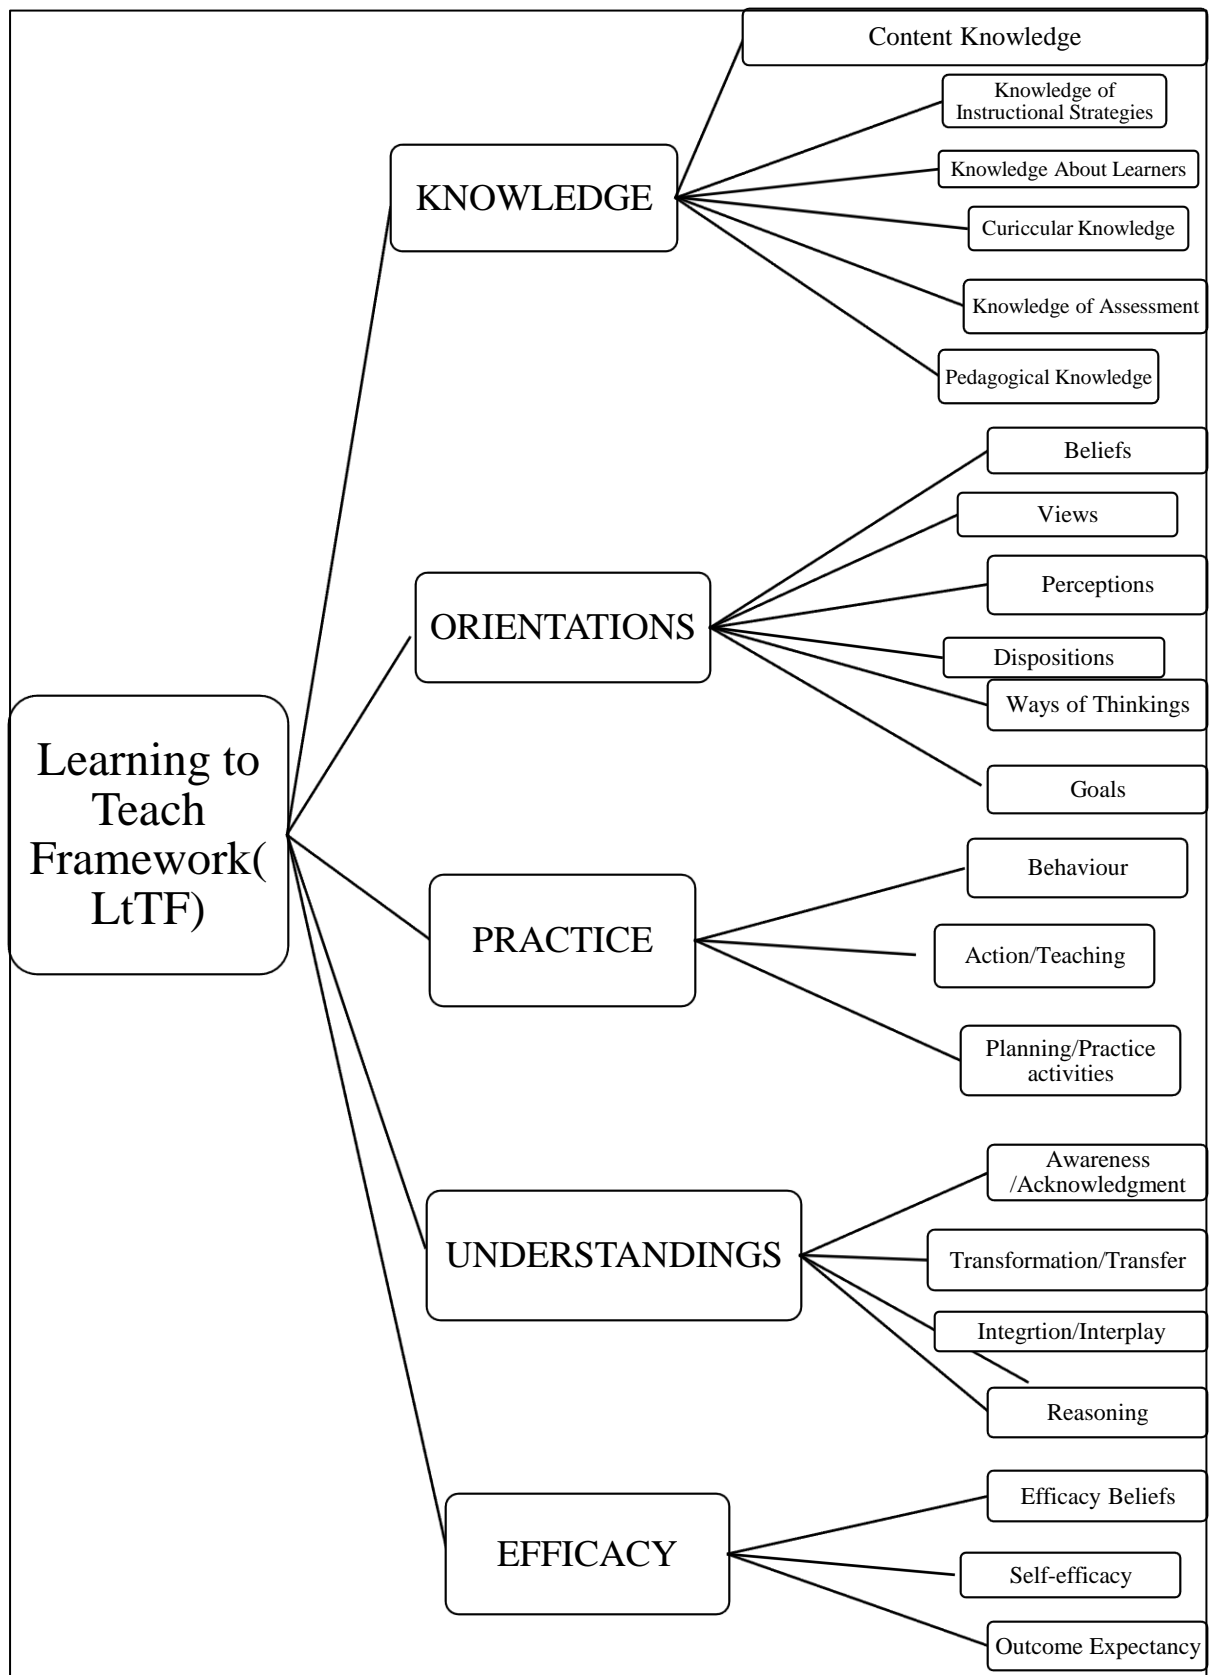 Content Knowledge
Knowledge of
Instructional Strategies
KNOWLEDGE
Knowledge About Learners
Curiccular Knowledge
Knowledge of Assessment
Pedagogical Knowledge
Beliefs
Views
Perceptions
ORIENTATIONS
Dispositions
Ways of Thinkings
Goals
Learning to
Teach
Framework(
LtTF)
Behaviour
PRACTICE
Action/Teaching
Planning/Practice
activities
Awareness
/Acknowledgment
UNDERSTANDINGS
Transformation/Transfer
Integrtion/Interplay
Reasoning
Efficacy Beliefs
EFFICACY
Self-efficacy
Outcome Expectancy